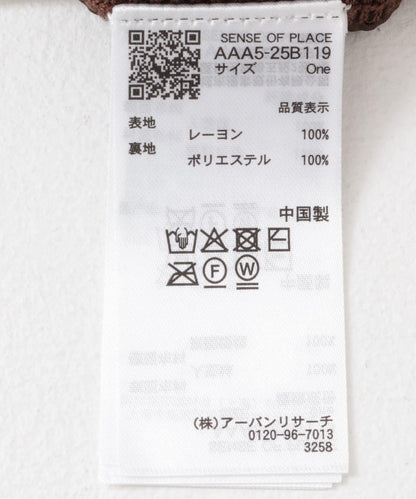 SENSE OF PLACE
AAA5-25B119
サイズ One
品質表示
表地
レーヨン 100%
裏地
ポリエステル 100%
中国製
F W
(株)アーバンリサーチ
0120-96-7013
3258